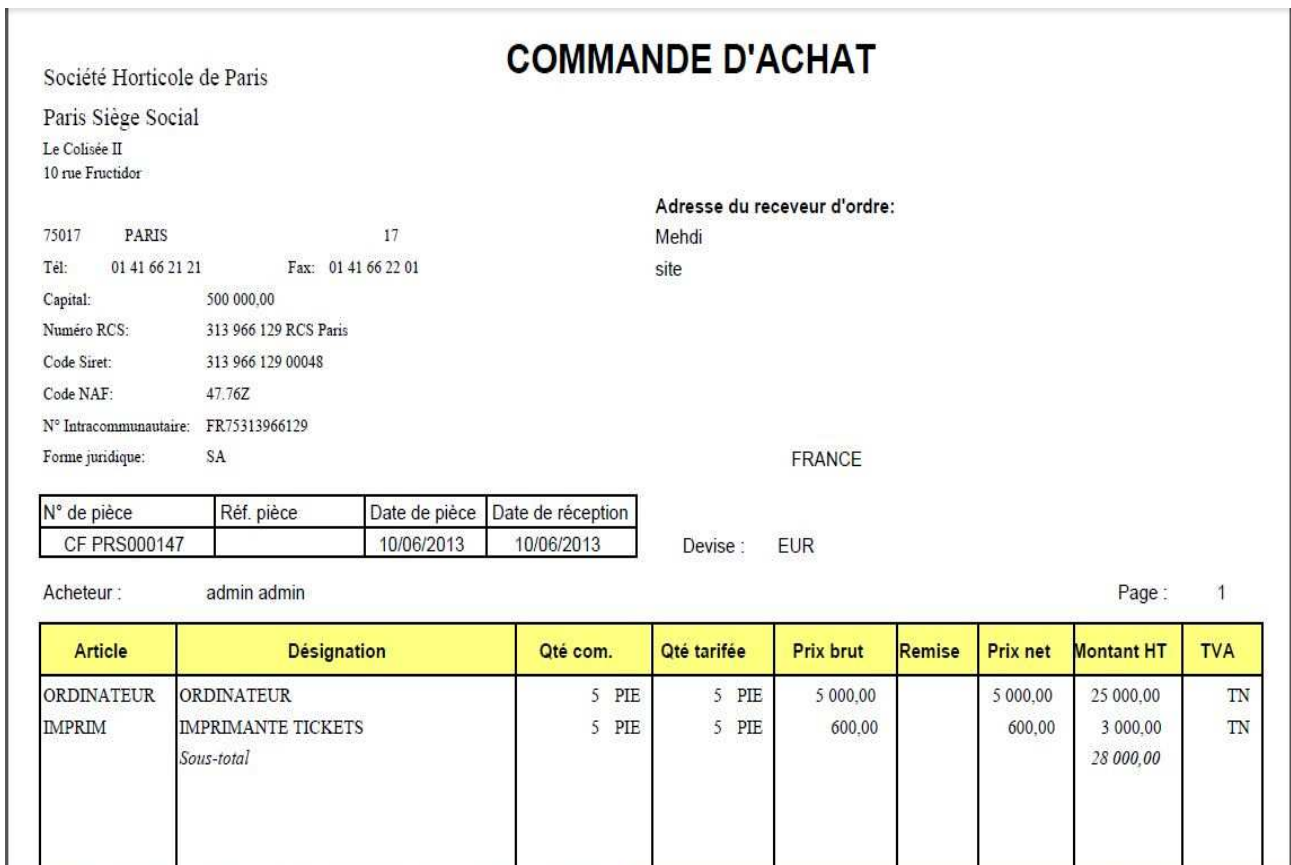 COMMANDE D'ACHAT
Société Horticole de Paris
Paris Siège Social
Le Colisée II
10 rue Fructidor
Adresse du receveur d'ordre:
75017 PARIS 17 Mehdi
Tél: 01 41 66 21 21 Fax: 01 41 66 22 01 site
Capital: 500 000,00
Numéro RCS: 313 966 129 RCS Paris
Code Siret: 313 966 129 00048
Code NAF: 47.76Z
N° Intracommunautaire: FR75313966129
Forme juridique: SA FRANCE
N° de pièce Réf. pièce Date de pièce Date de réception
CF PRS000147 10/06/2013 10/06/2013 Devise : EUR
Acheteur : admin admin Page : 1
Article Désignation Qté com. Qté tarifée Prix brut Remise Prix net Montant HT TVA
ORDINATEUR ORDINATEUR 5 PIE 5 PIE 5 000,00 5 000,00 25 000,00 TN
IMPRIM IMPRIMANTE TICKETS 5 PIE 5 PIE 600,00 600,00 3 000,00 TN
Sous-total 28 000,00